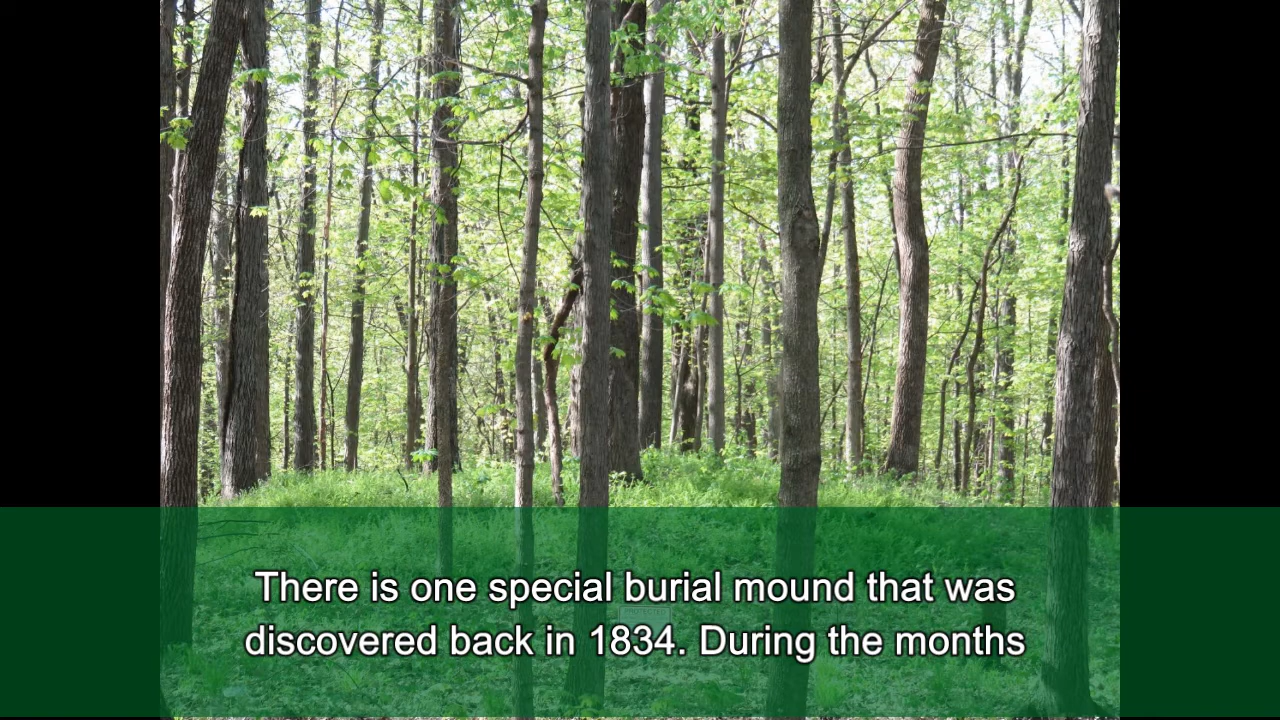 There is one special burial mound that was
discovered back in 1834. During the months